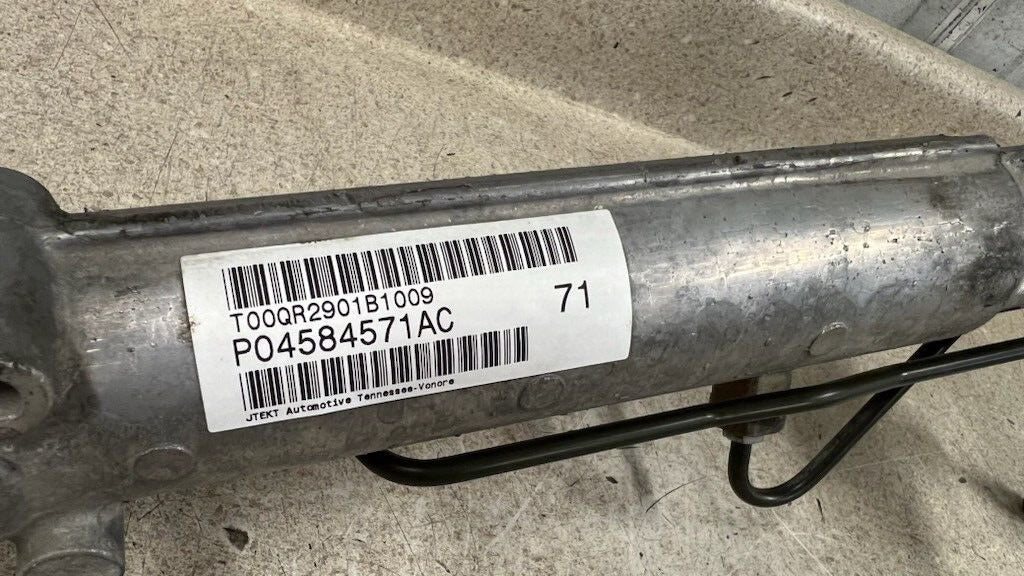 T00QR2901B1009
P04584571AC
71
JTEKT Automotive Tennessee-Vonore